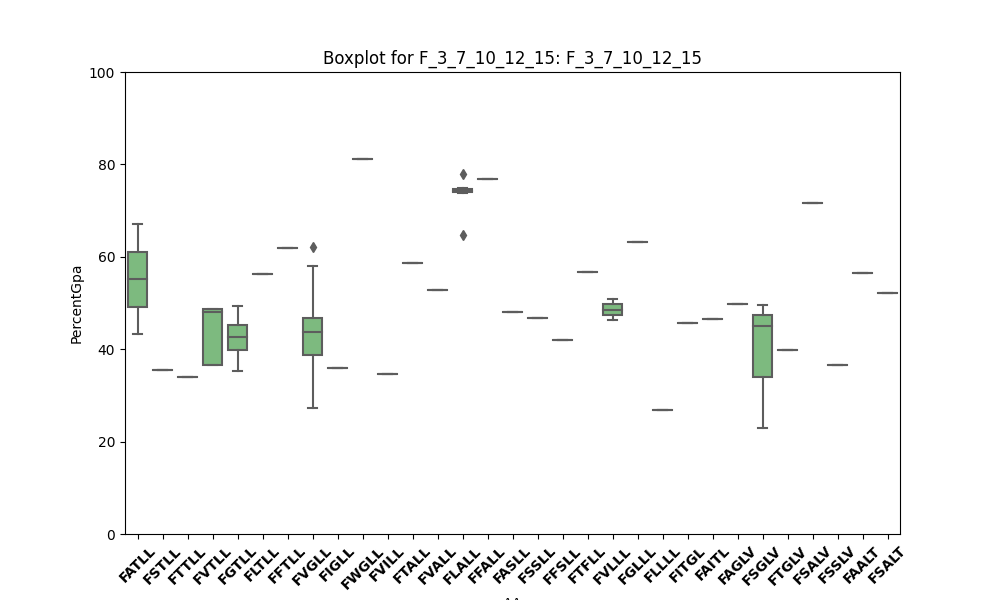 Boxplot for F_3_7_10_12_15: F_3_7_10_12_15
PercentGpa
100
80
60
40
20
0
FATLL
FSTLL
FTTLL
FVTLL
FGTLL
FLTLL
FFTLL
FVGLL
FIGLL
FWGLL
FVILL
FTALL
FVALL
FLALL
FFALL
FASLL
FSSLL
FFSLL
FTFLL
FVLLL
FGLLL
FLLLL
FITGL
FAITL
FAGLV
FSGLV
FTGLV
FSALV
FSSLV
FAALT
FSALT